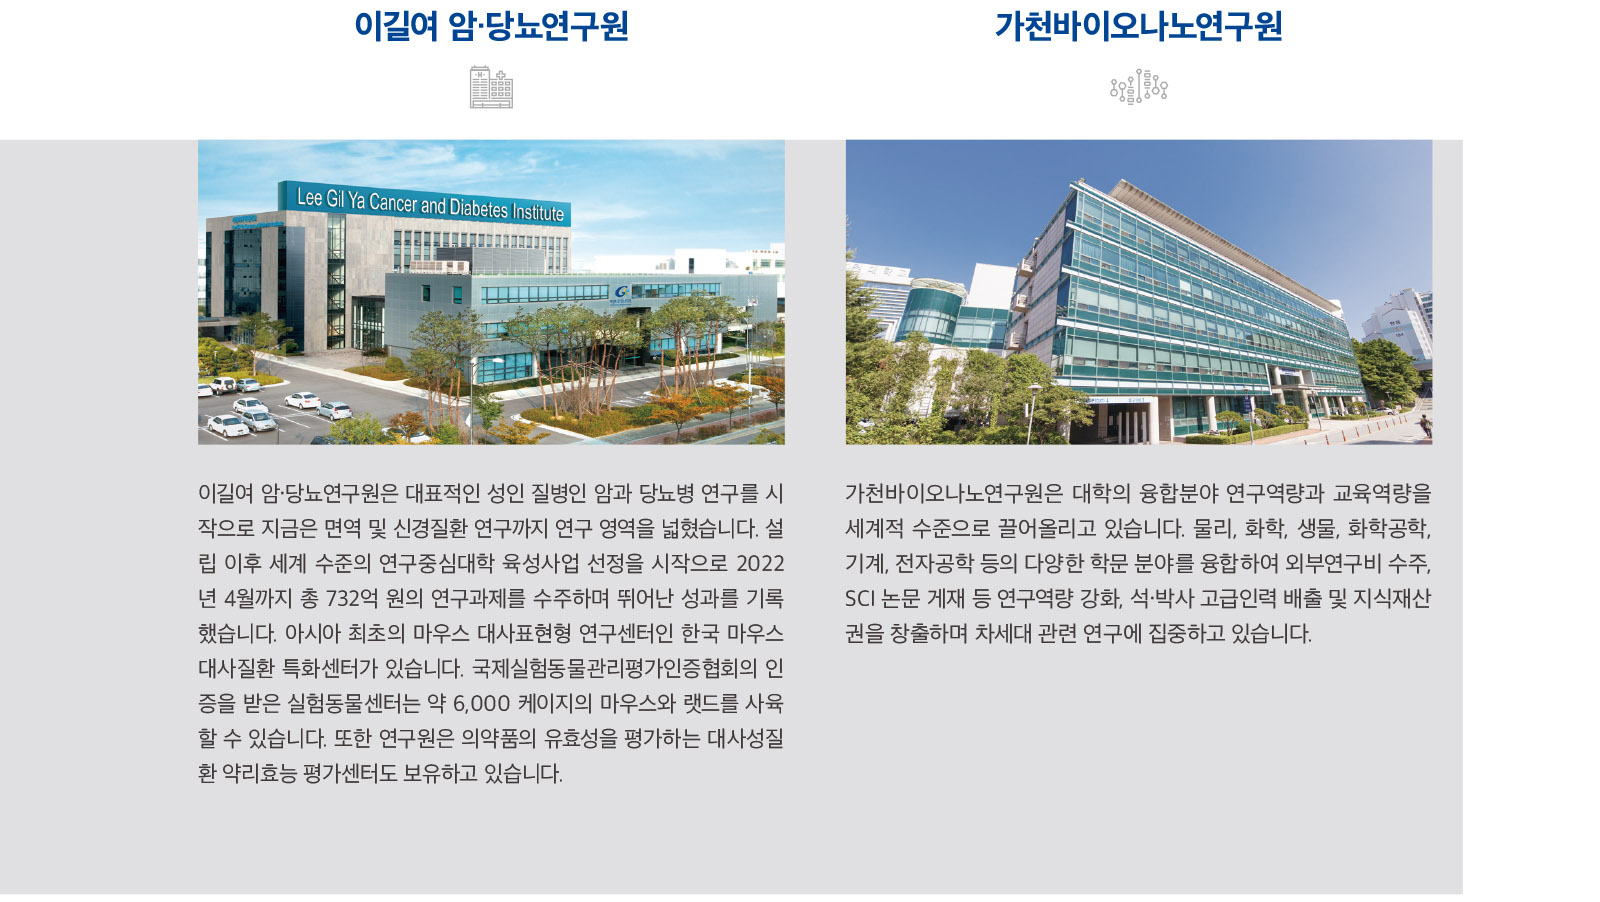 이길여 암·당뇨연구원
Lee Gil Ya Cancer and Diabetes Institute
이길여 암·당뇨연구원은 대표적인 성인 질병인 암과 당뇨병 연구를 시
작으로 지금은 면역 및 신경질환 연구까지 연구 영역을 넓혔습니다. 설
립 이후 세계 수준의 연구중심대학 육성사업 선정을 시작으로 2022
년 4월까지 총 732억 원의 연구과제를 수주하며 뛰어난 성과를 기록
했습니다. 아시아 최초의 마우스 대사표현형 연구센터인 한국 마우스
대사질환 특화센터가 있습니다. 국제실험동물관리평가인증협회의 인
증을 받은 실험동물센터는 약 6,000 케이지의 마우스와 랫드를 사육
할 수 있습니다. 또한 연구원은 의약품의 유효성을 평가하는 대사성질
환 약리효능 평가센터도 보유하고 있습니다.
가천바이오나노연구원
가천바이오나노연구원은 대학의 융합분야 연구역량과 교육역량을
세계적 수준으로 끌어올리고 있습니다. 물리, 화학, 생물, 화학공학,
기계, 전자공학 등의 다양한 학문 분야를 융합하여 외부연구비 수주,
SCI 논문 게재 등 연구역량 강화, 석·박사 고급인력 배출 및 지식재산
권을 창출하며 차세대 관련 연구에 집중하고 있습니다.